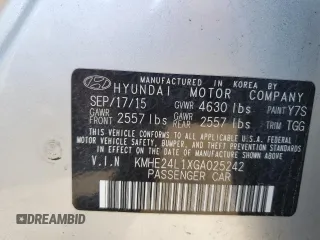 MANUFACTURED IN KOREA BY
HYUNDAI MOTOR COMPANY
SEP/17/15 GVWR 4630 lbs PAINT Y7S
GAWR FRONT 2557 lbs GAWR REAR 2557 lbs TRIM TGG
THIS VEHICLE CONFORMS TO ALL APPLICABLE U.S.A. FEDERAL
MOTOR VEHICLE SAFETY, BUMPER, AND THEFT PREVENTION
STANDARDS IN EFFECT ON THE DATE OF MANUFACTURE SHOWN ABOVE.
V.I.N KMHE24L1XGA025242
PASSENGER CAR
DRIVE SOURCE